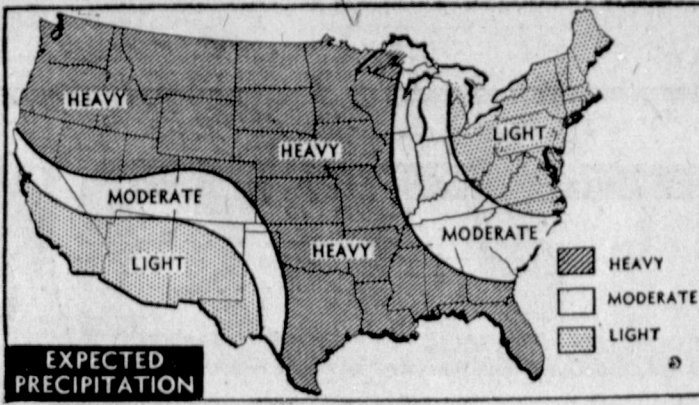 HEAVY
HEAVY
LIGHT
MODERATE
HEAVY
MODERATE
LIGHT
HEAVY
MODERATE
LIGHT
EXPECTED
PRECIPITATION